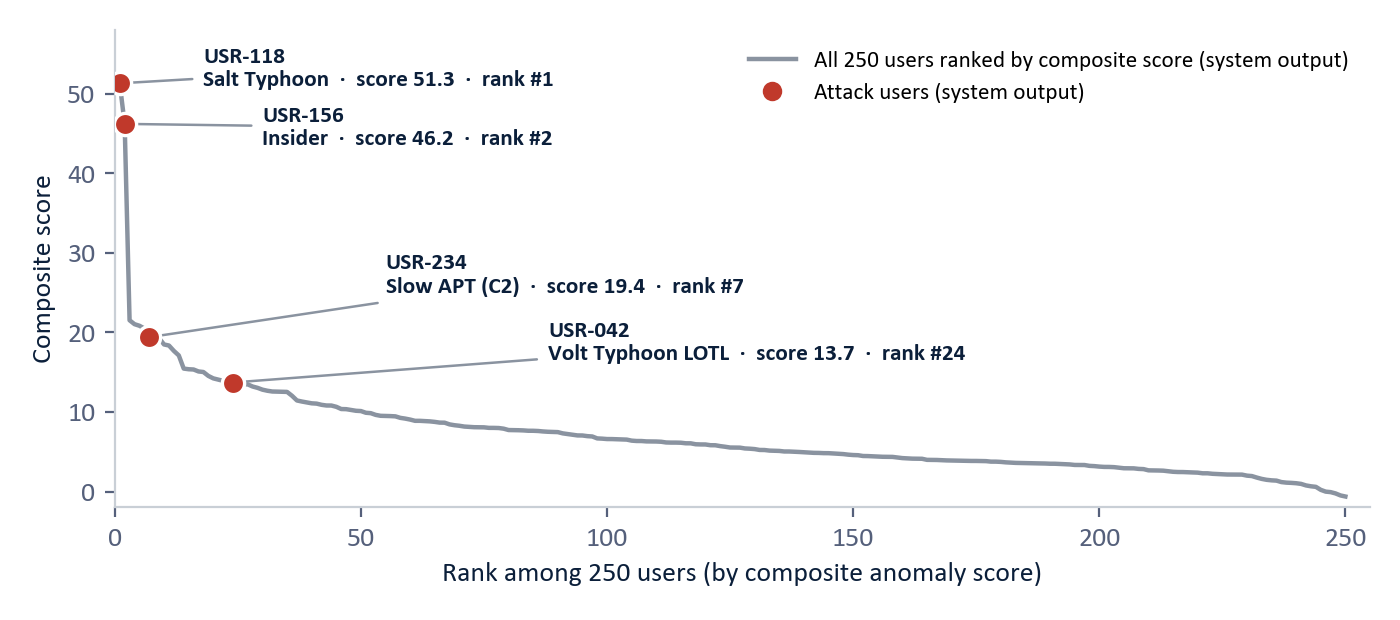 USR-118
Salt Typhoon · score 51.3 · rank #1
USR-156
Insider · score 46.2 · rank #2
All 250 users ranked by composite score (system output)
Attack users (system output)
USR-234
Slow APT (C2) · score 19.4 · rank #7
USR-042
Volt Typhoon LOTL · score 13.7 · rank #24
Composite score
50
40
30
20
10
0
0 50 100 150 200 250
Rank among 250 users (by composite anomaly score)